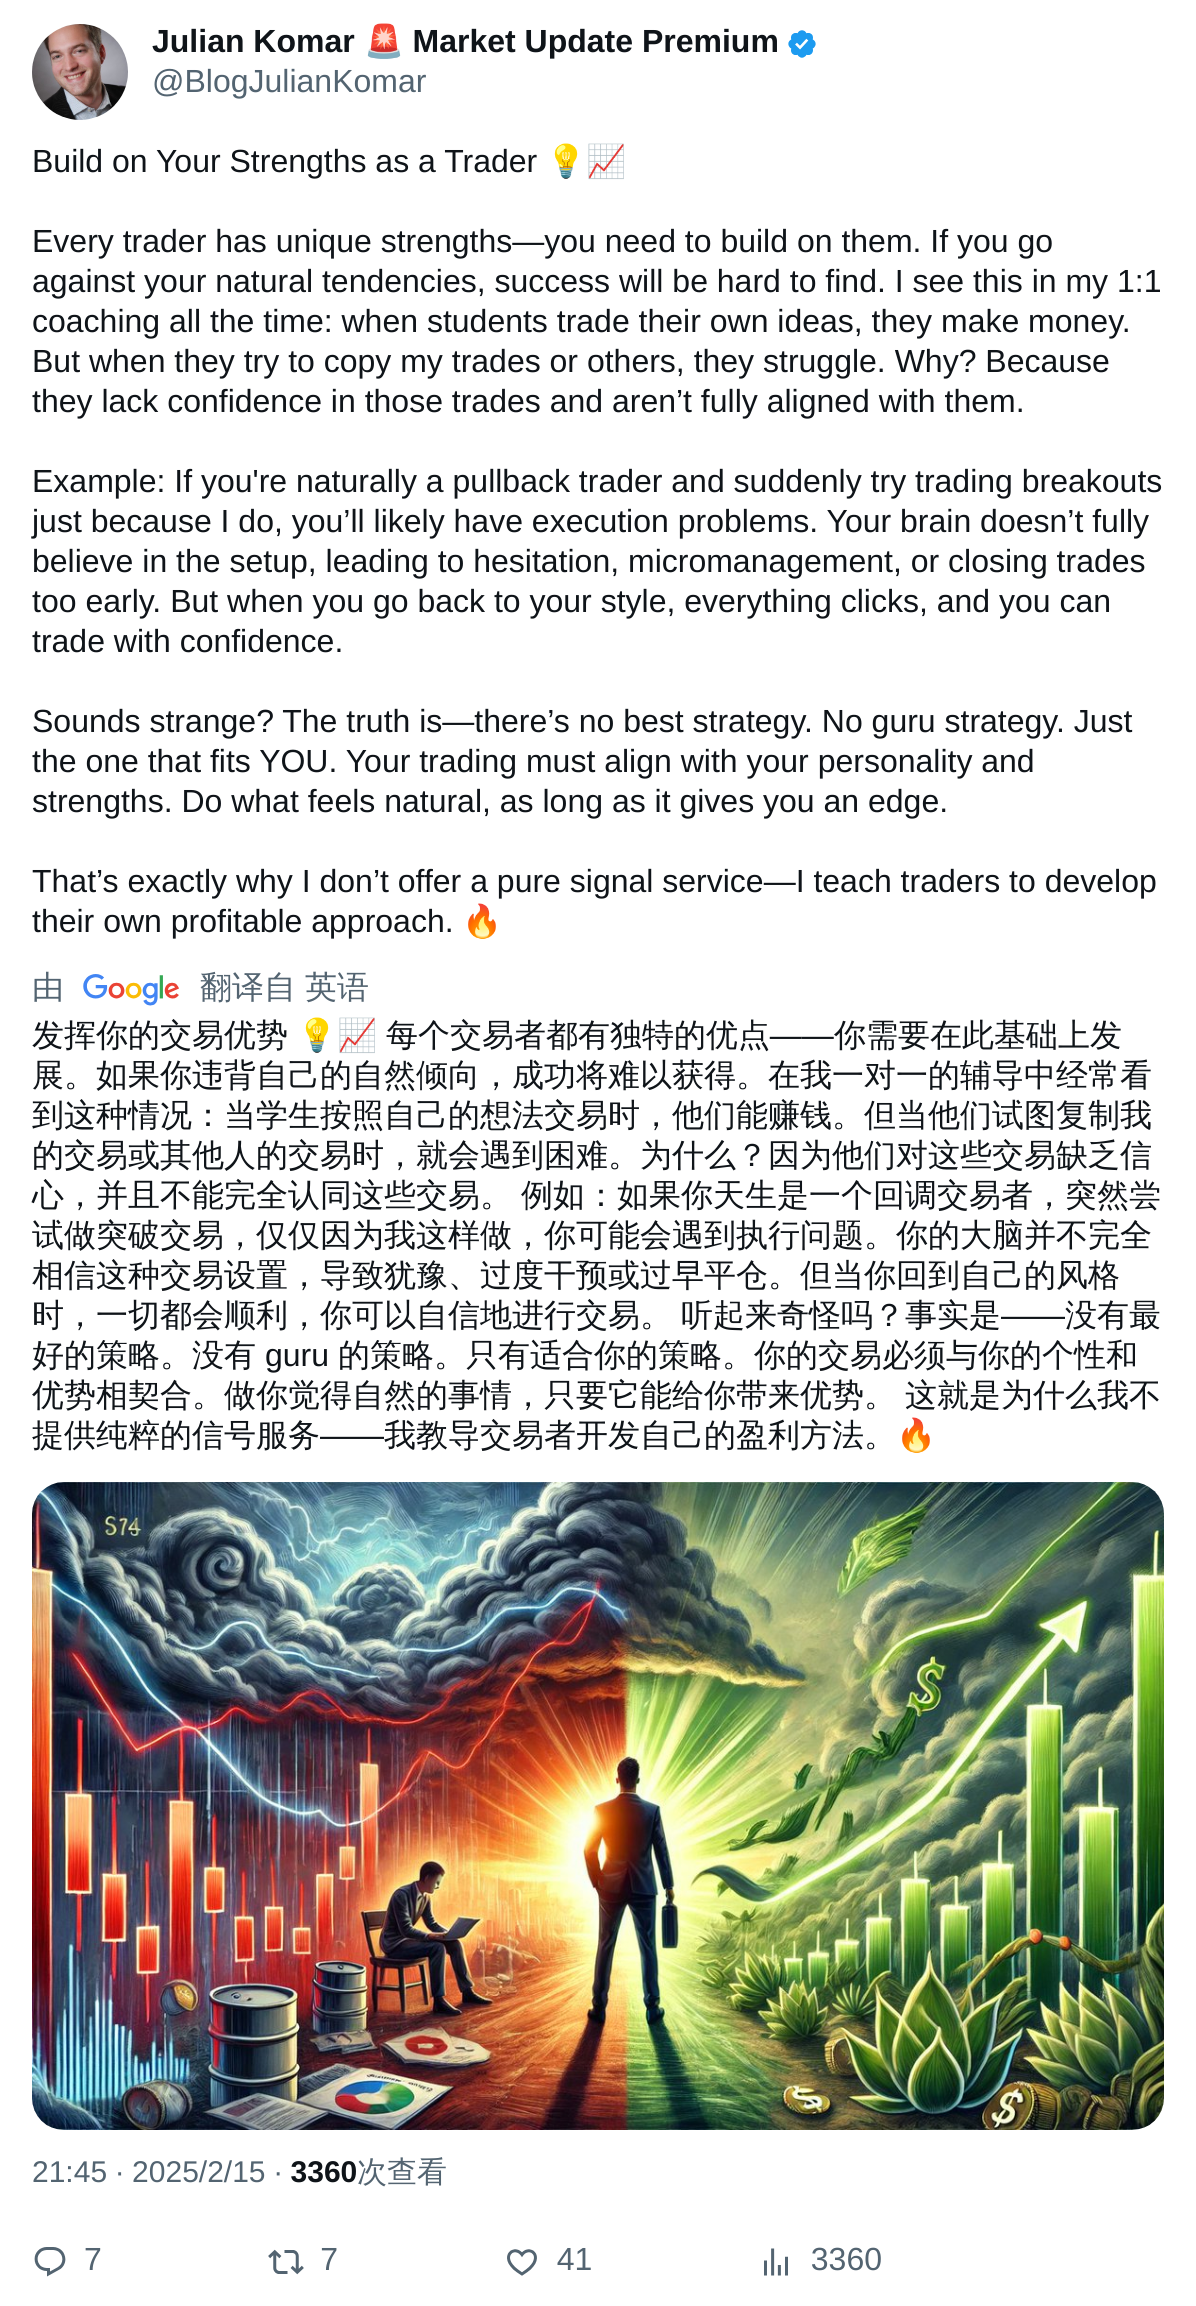 Julian Komar 🚨 Market Update Premium
@BlogJulianKomar
Build on Your Strengths as a Trader 💡📈
Every trader has unique strengths—you need to build on them. If you go
against your natural tendencies, success will be hard to find. I see this in my 1:1
coaching all the time: when students trade their own ideas, they make money.
But when they try to copy my trades or others, they struggle. Why? Because
they lack confidence in those trades and aren’t fully aligned with them.
Example: If you're naturally a pullback trader and suddenly try trading breakouts
just because I do, you’ll likely have execution problems. Your brain doesn’t fully
believe in the setup, leading to hesitation, micromanagement, or closing trades
too early. But when you go back to your style, everything clicks, and you can
trade with confidence.
Sounds strange? The truth is—there’s no best strategy. No guru strategy. Just
the one that fits YOU. Your trading must align with your personality and
strengths. Do what feels natural, as long as it gives you an edge.
That’s exactly why I don’t offer a pure signal service—I teach traders to develop
their own profitable approach. 🔥
由 Google 翻译自 英语
发挥你的交易优势 💡📈 每个交易者都有独特的优点——你需要在此基础上发
展。如果你违背自己的自然倾向，成功将难以获得。在我一对一的辅导中经常看
到这种情况：当学生按照自己的想法交易时，他们能赚钱。但当他们试图复制我
的交易或其他人的交易时，就会遇到困难。为什么？因为他们对这些交易缺乏信
心，并且不能完全认同这些交易。 例如：如果你天生是一个回调交易者，突然尝
试做突破交易，仅仅因为我这样做，你可能会遇到执行问题。你的大脑并不完全
相信这种交易设置，导致犹豫、过度干预或过早平仓。但当你回到自己的风格
时，一切都会顺利，你可以自信地进行交易。 听起来奇怪吗？事实是——没有最
好的策略。没有 guru 的策略。只有适合你的策略。你的交易必须与你的个性和
优势相契合。做你觉得自然的事情，只要它能给你带来优势。 这就是为什么我不
提供纯粹的信号服务——我教导交易者开发自己的盈利方法。🔥
S74
$
$
$
21:45 · 2025/2/15 · 3360次查看
7 7 41 3360